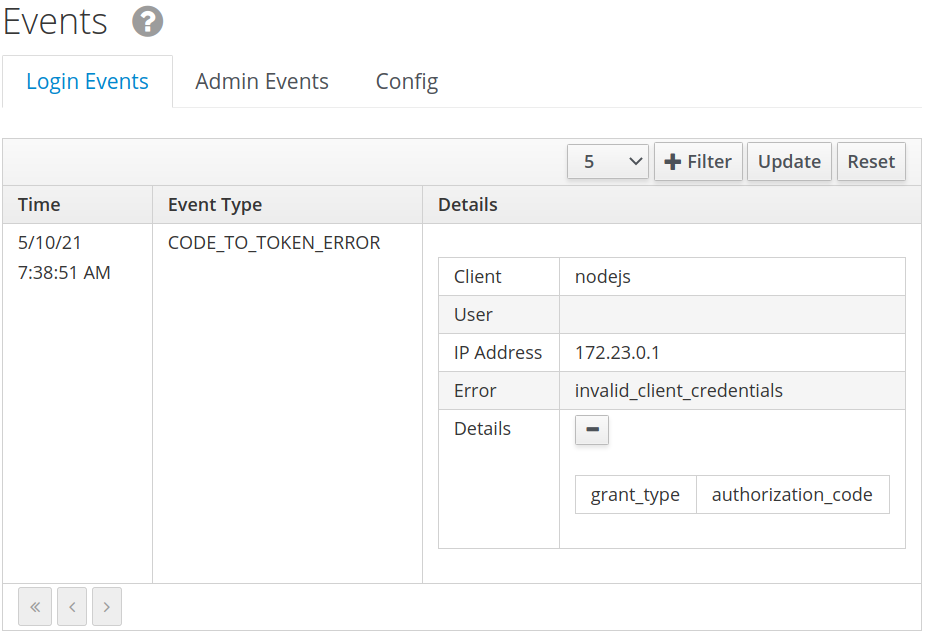 Events ?
Login Events Admin Events Config
5 Filter Update Reset
Time Event Type Details
5/10/21 CODE_TO_TOKEN_ERROR
7:38:51 AM
Client nodejs
User
IP Address 172.23.0.1
Error invalid_client_credentials
Details
grant_type authorization_code